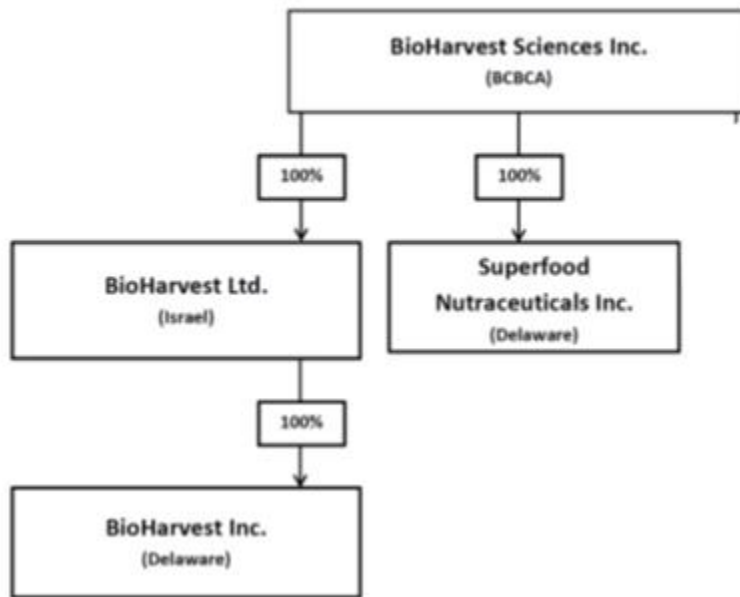 BioHarvest Sciences Inc.
(BCBCA)
100%
100%
BioHarvest Ltd.
(Israel)
Superfood
Nutraceuticals Inc.
(Delaware)
100%
BioHarvest Inc.
(Delaware)